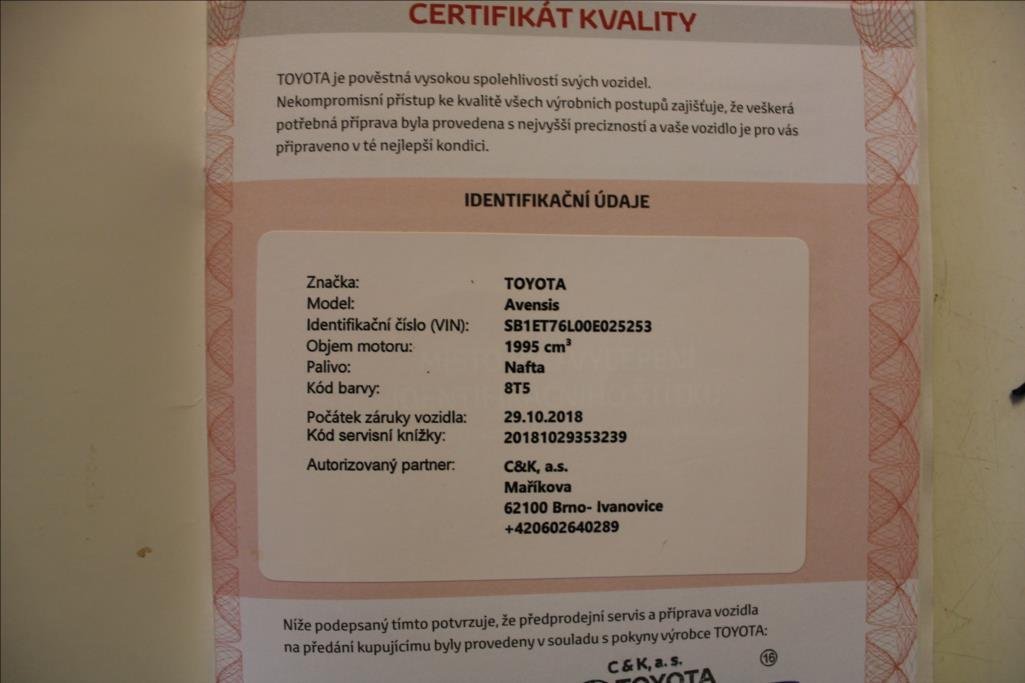 CERTIFIKÁT KVALITY
TOYOTA je pověstná vysokou spolehlivostí svých vozidel.
Nekompromisní přístup ke kvalitě všech výrobních postupů zajišťuje, že veškerá
potřebná příprava byla provedena s nejvyšší precizností a vaše vozidlo je pro vás
připraveno v té nejlepší kondici.
IDENTIFIKAČNÍ ÚDAJE
Značka: TOYOTA
Model: Avensis
Identifikační číslo (VIN): SB1ET76L00E025253
Objem motoru: 1995 cm³
Palivo: Nafta
Kód barvy: 8T5
Počátek záruky vozidla: 29.10.2018
Kód servisní knížky: 20181029353239
Autorizovaný partner: C&K, a.s.
Maříkova
62100 Brno- Ivanovice
+420602640289
Níže podepsaný tímto potvrzuje, že předprodejní servis a příprava vozidla
na předání kupujícímu byly provedeny v souladu s pokyny výrobce TOYOTA:
C & K, a. s. 16
TOYOTA